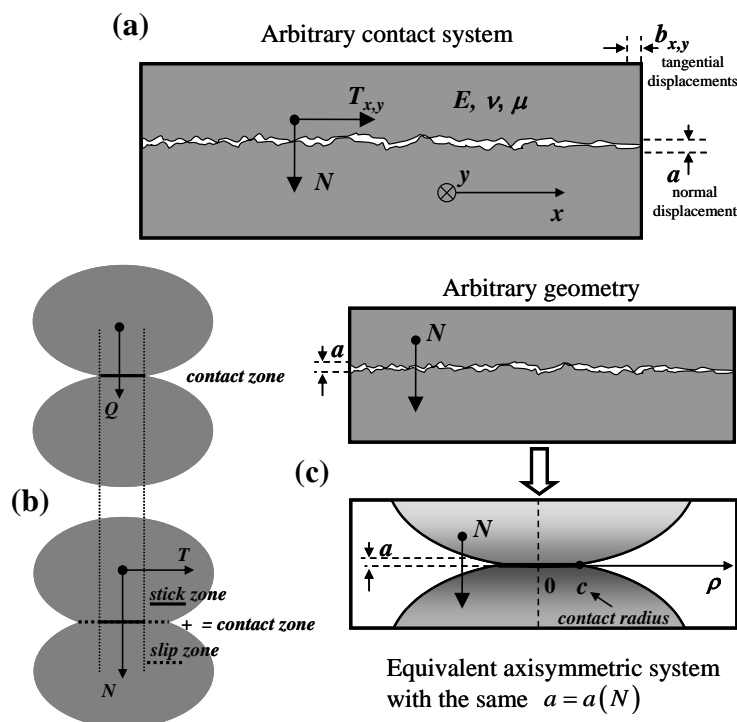 (a)
Arbitrary contact system
b_{x,y}
tangential
displacements
T_{x,y}
E, ν, μ
N
y
x
a
normal
displacement
Arbitrary geometry
N
a
contact zone
Q
(b)
T
stick zone
+ = contact zone
slip zone
N
(c)
N
a
0
c
ρ
contact radius
Equivalent axisymmetric system
with the same a = a(N)